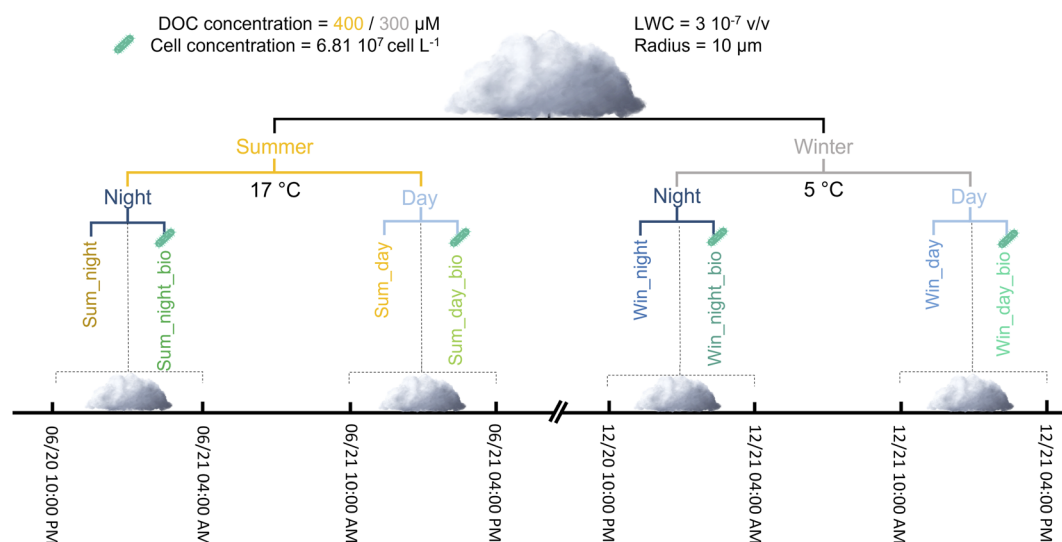 DOC concentration = 400 / 300 µM
Cell concentration = 6.81 10⁷ cell L⁻¹
LWC = 3 10⁻⁷ v/v
Radius = 10 µm
Summer
Winter
17 °C
5 °C
Night
Day
Night
Day
Sum_night
Sum_night_bio
Sum_day
Sum_day_bio
Win_night
Win_night_bio
Win_day
Win_day_bio
06/20 10:00 PM
06/21 04:00 AM
06/21 10:00 AM
06/21 04:00 PM
12/20 10:00 PM
12/21 04:00 AM
12/21 10:00 AM
12/21 04:00 PM